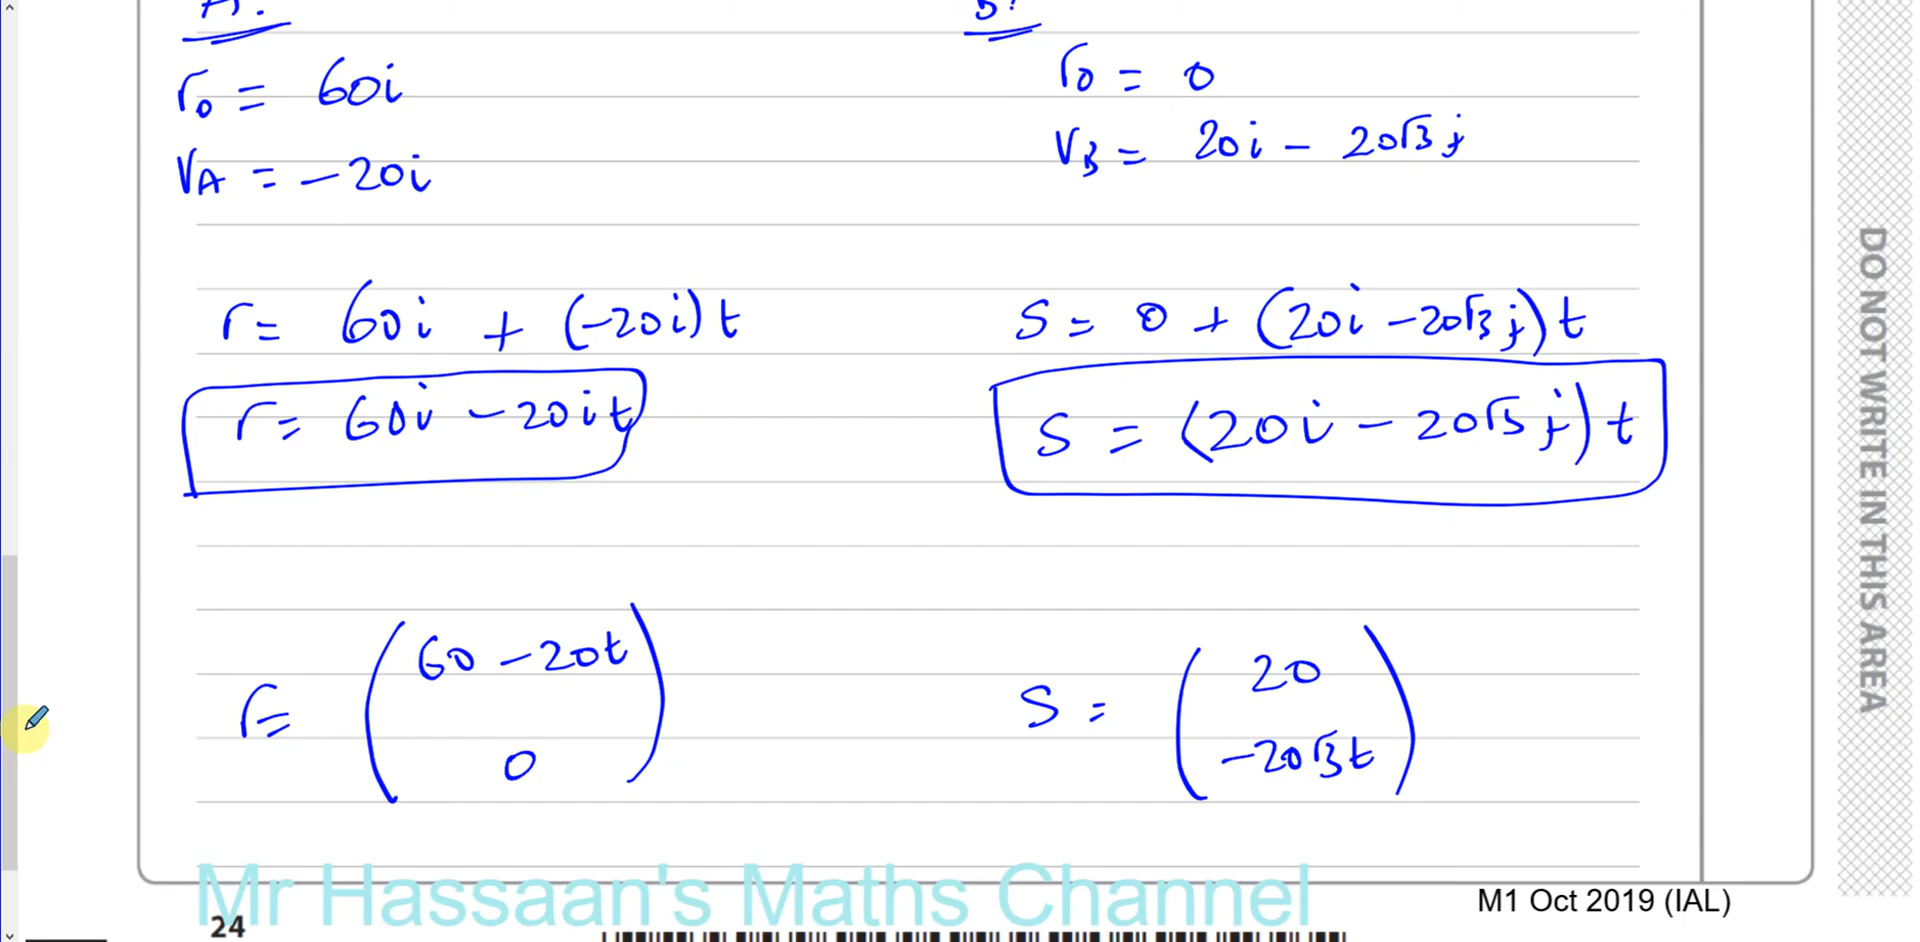 A:
B:
r₀ = 60i
r₀ = 0
V_A = -20i
V_B = 20i - 20√3 j
r = 60i + (-20i)t
s = 0 + (20i - 20√3 j)t
r = 60i - 20it
s = (20i - 20√3 j)t
r = (60 - 20t
0)
s = (20
-20√3t)
DO NOT WRITE IN THIS AREA
Mr Hassaan's Maths Channel
M1 Oct 2019 (IAL)
24